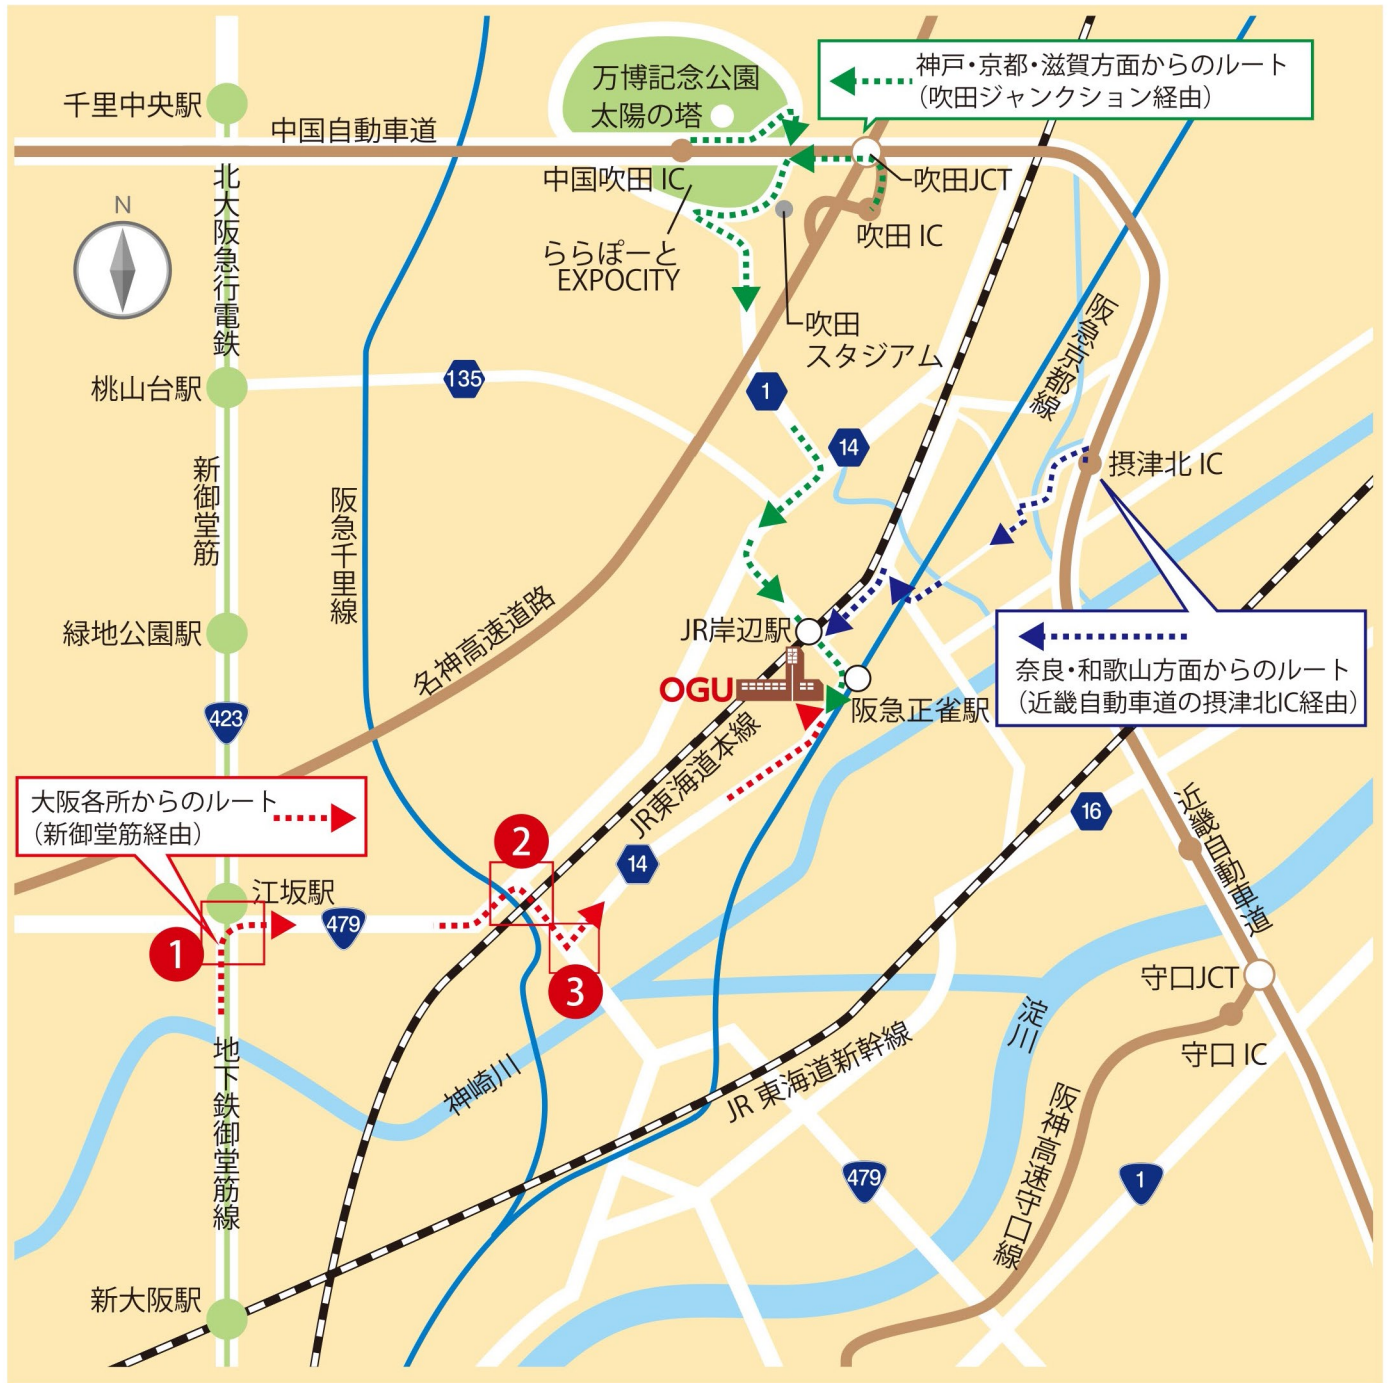 万博記念公園
太陽の塔
神戸・京都・滋賀方面からのルート
(吹田ジャンクション経由)
千里中央駅
中国自動車道
中国吹田 IC
吹田JCT
吹田 IC
北大阪急行電鉄
N
ららぽーと
EXPOCITY
吹田
スタジアム
阪急京都線
桃山台駅
135
1
14
摂津北 IC
新御堂筋
阪急千里線
名神高速道路
緑地公園駅
JR岸辺駅
OGU
阪急正雀駅
奈良・和歌山方面からのルート
(近畿自動車道の摂津北IC経由)
423
JR東海道本線
大阪各所からのルート
(新御堂筋経由)
近畿自動車道
16
2
14
江坂駅
479
1
3
守口JCT
守口 IC
淀川
神崎川
JR 東海道新幹線
地下鉄御堂筋線
阪神高速守口線
479
1
新大阪駅